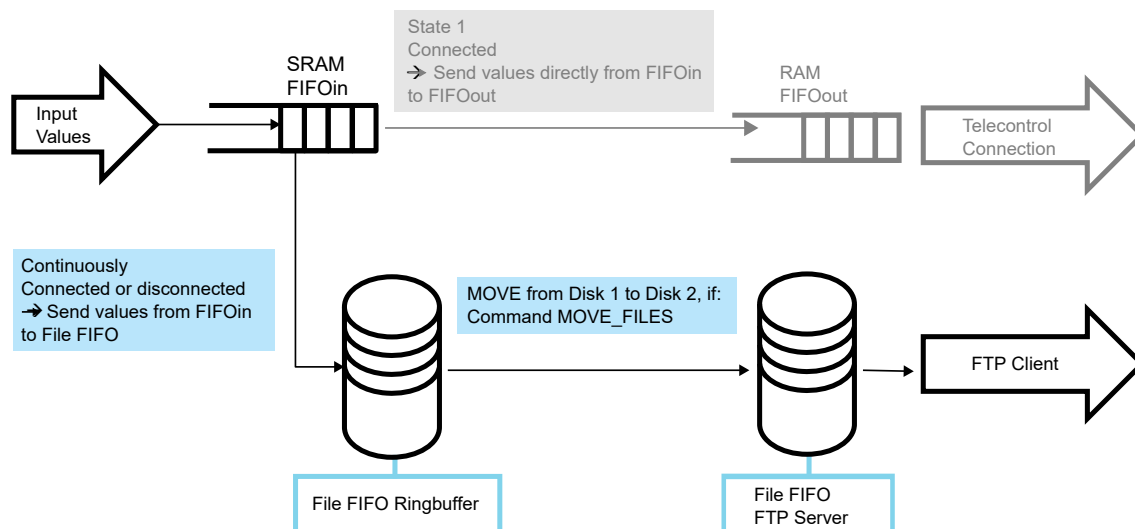 State 1
Connected
➔ Send values directly from FIFOin
to FIFOout
SRAM
FIFOin
RAM
FIFOout
Input
Values
Telecontrol
Connection
Continuously
Connected or disconnected
➔ Send values from FIFOin
to File FIFO
MOVE from Disk 1 to Disk 2, if:
Command MOVE_FILES
FTP Client
File FIFO Ringbuffer
File FIFO
FTP Server